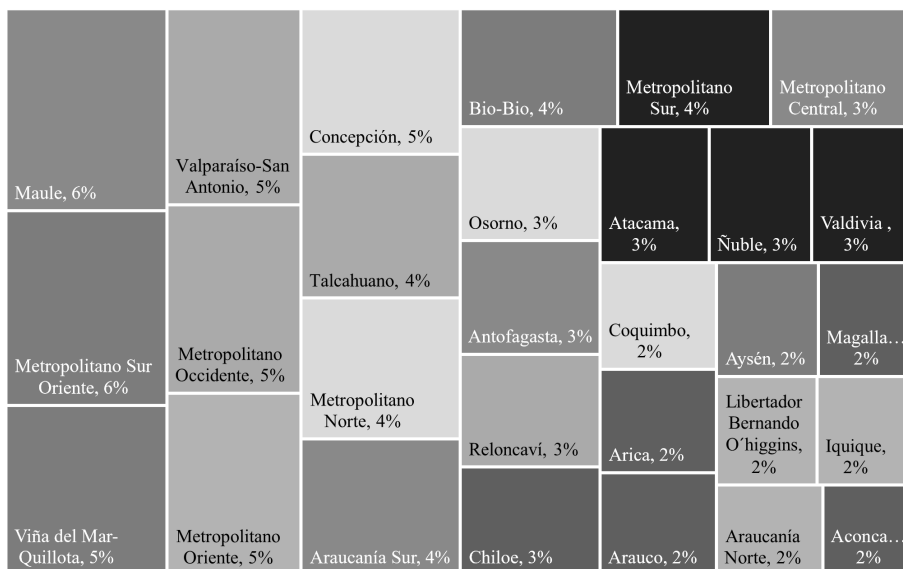 Maule, 6%
Metropolitano Sur
Oriente, 6%
Viña del Mar-
Quillota, 5%
Valparaíso-San
Antonio, 5%
Metropolitano
Occidente, 5%
Metropolitano
Oriente, 5%
Concepción, 5%
Talcahuano, 4%
Metropolitano
Norte, 4%
Araucanía Sur, 4%
Bio-Bio, 4%
Metropolitano
Sur, 4%
Metropolitano
Central, 3%
Osorno, 3%
Antofagasta, 3%
Reloncaví, 3%
Chiloe, 3%
Atacama,
3%
Ñuble, 3%
Valdivia ,
3%
Coquimbo,
2%
Arica, 2%
Arauco, 2%
Aysén, 2%
Magalla...
2%
Libertador
Bernando
O´higgins,
2%
Iquique,
2%
Araucanía
Norte, 2%
Aconca...
2%